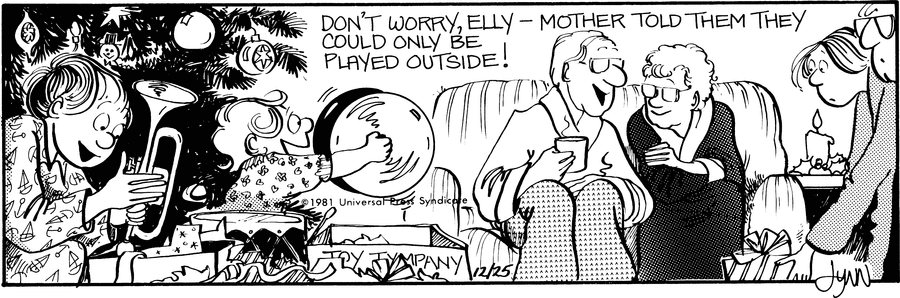 DON'T WORRY, ELLY – MOTHER TOLD THEM THEY
COULD ONLY BE
PLAYED OUTSIDE!
©1981 Universal Press Syndicate
JOY TYMPANY
12/25
Lynn